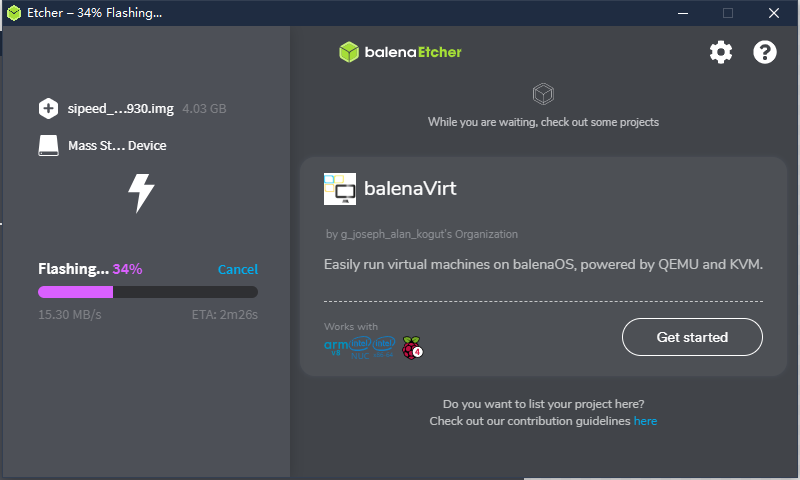 Etcher – 34% Flashing...
balenaEtcher
sipeed_...930.img 4.03 GB
Mass St... Device
While you are waiting, check out some projects
balenaVirt
by g_joseph_alan_kogut's Organization
Easily run virtual machines on balenaOS, powered by QEMU and KVM.
Flashing... 34% Cancel
15.30 MB/s ETA: 2m26s
Works with
arm intel intel 4
NUC
Get started
Do you want to list your project here?
Check out our contribution guidelines here